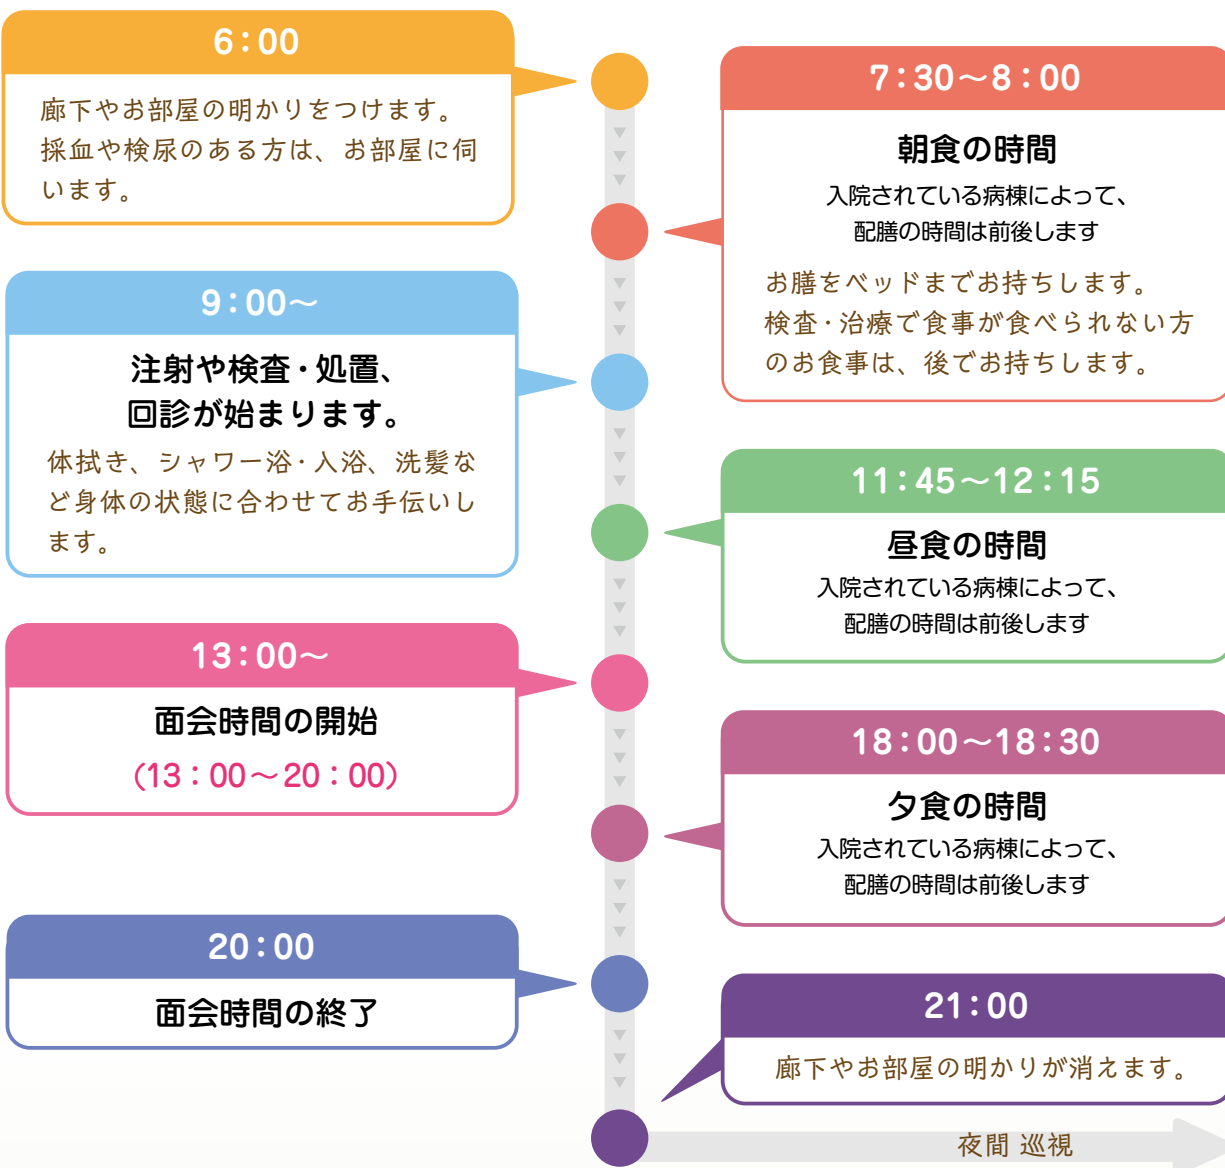 6:00
廊下やお部屋の明かりをつけます。
採血や検尿のある方は、お部屋に伺
います。
7:30～8:00
朝食の時間
入院されている病棟によって、
配膳の時間は前後します
お膳をベッドまでお持ちします。
検査・治療で食事が食べられない方
のお食事は、後でお持ちします。
9:00～
注射や検査・処置、
回診が始まります。
体拭き、シャワー浴・入浴、洗髪な
ど身体の状態に合わせてお手伝いし
ます。
11:45～12:15
昼食の時間
入院されている病棟によって、
配膳の時間は前後します
13:00～
面会時間の開始
(13:00～20:00)
18:00～18:30
夕食の時間
入院されている病棟によって、
配膳の時間は前後します
20:00
面会時間の終了
21:00
廊下やお部屋の明かりが消えます。
夜間 巡視